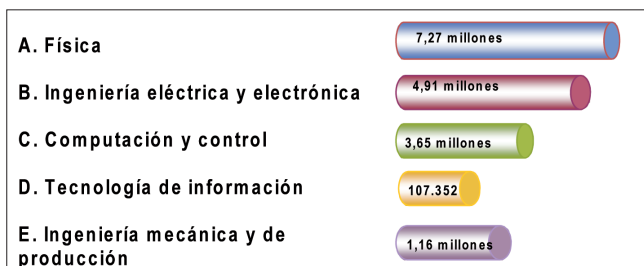 A. Física
7,27 millones
B. Ingeniería eléctrica y electrónica
4,91 millones
C. Computación y control
3,65 millones
D. Tecnología de información
107.352
E. Ingeniería mecánica y de
producción
1,16 millones